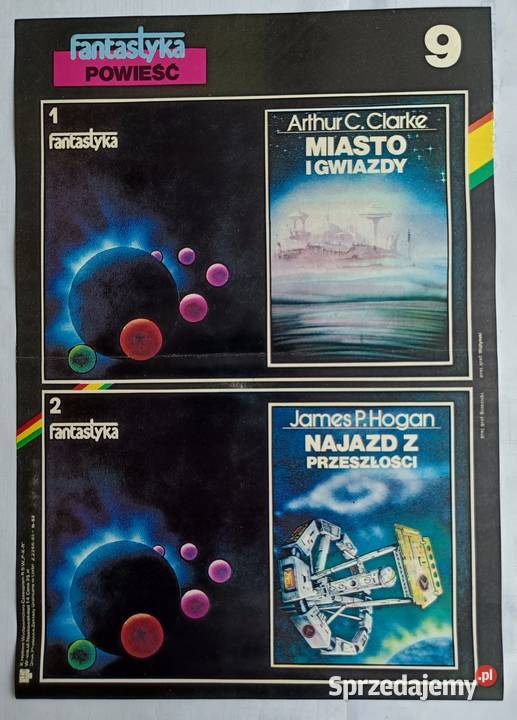 fantastyka
POWIEŚĆ
9
1
fantastyka
Arthur C. Clarke
MIASTO
I GWIAZDY
2
fantastyka
James P. Hogan
NAJAZD Z
PRZESZŁOŚCI
Sprzedajemy.pl